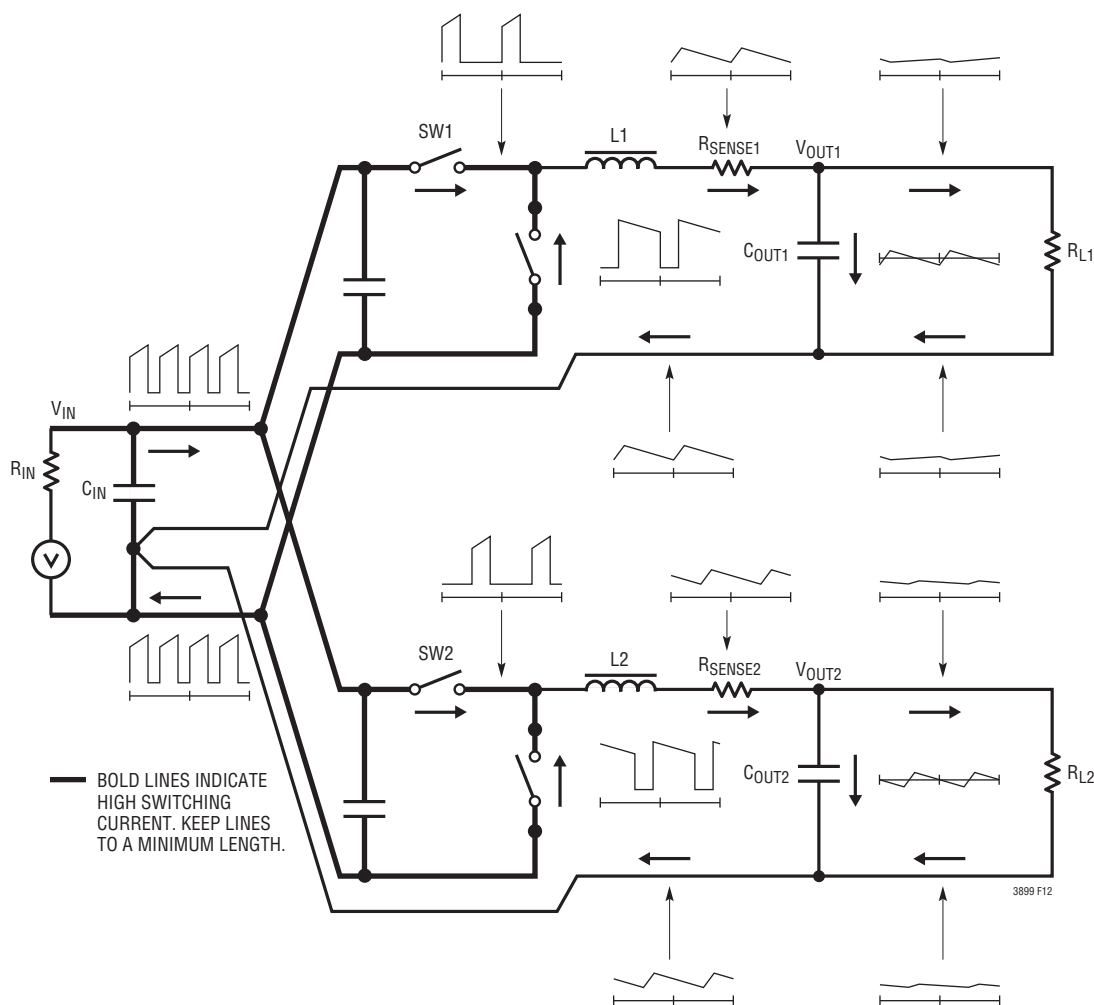 SW1
L1
RSENSE1
VOUT1
COUT1
RL1
VIN
RIN
CIN
V
SW2
L2
RSENSE2
VOUT2
COUT2
RL2
BOLD LINES INDICATE
HIGH SWITCHING
CURRENT. KEEP LINES
TO A MINIMUM LENGTH.
3899 F12